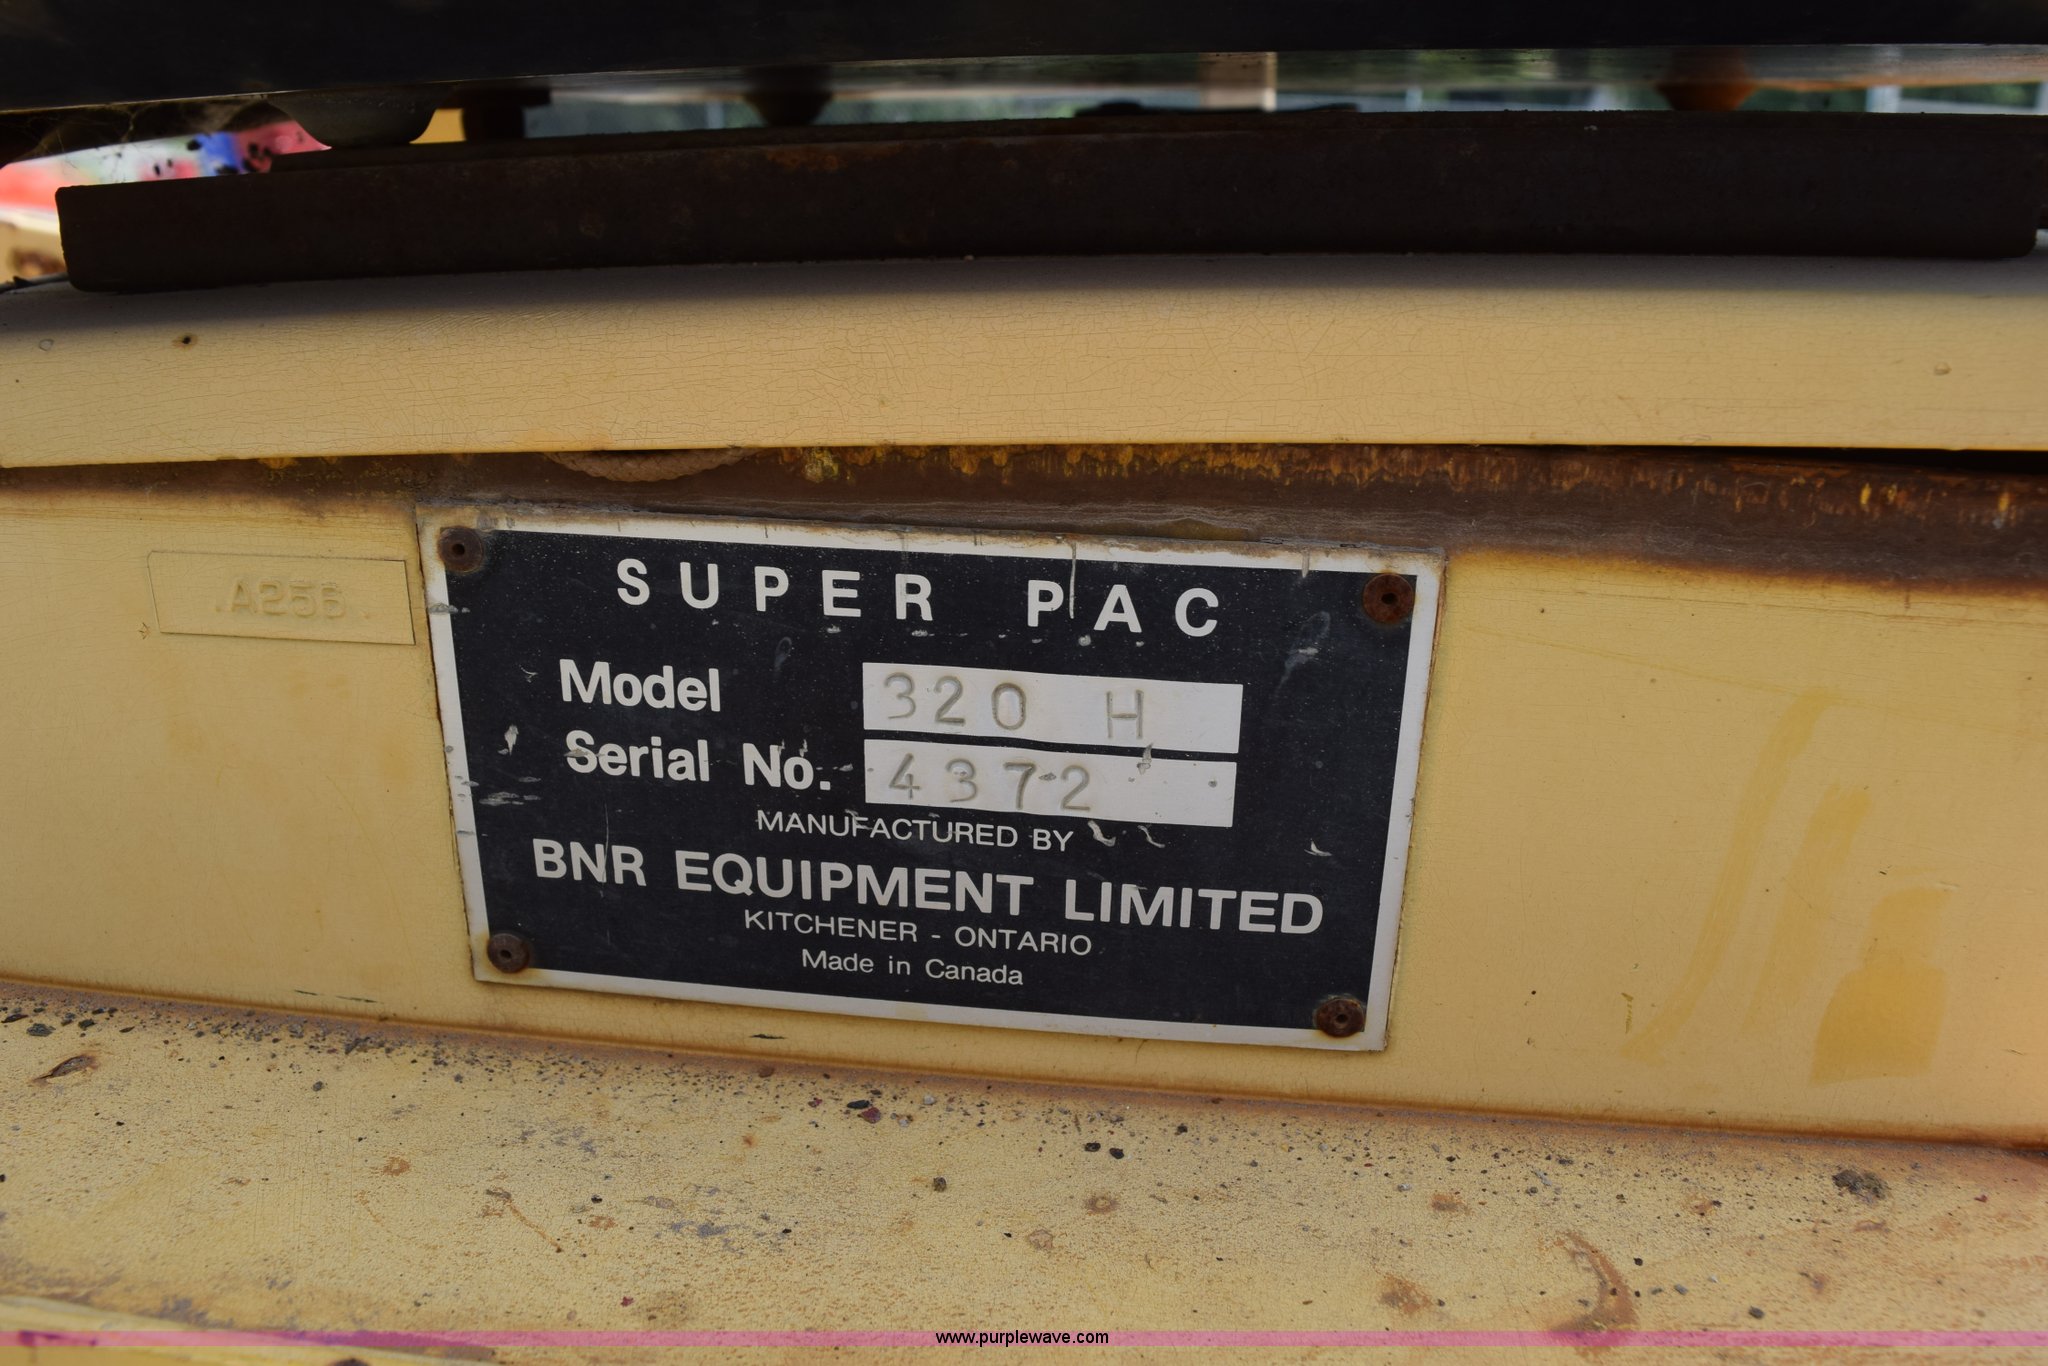 A256
SUPER PAC
Model 320 H
Serial No. 4372
MANUFACTURED BY
BNR EQUIPMENT LIMITED
KITCHENER - ONTARIO
Made in Canada
www.purplewave.com